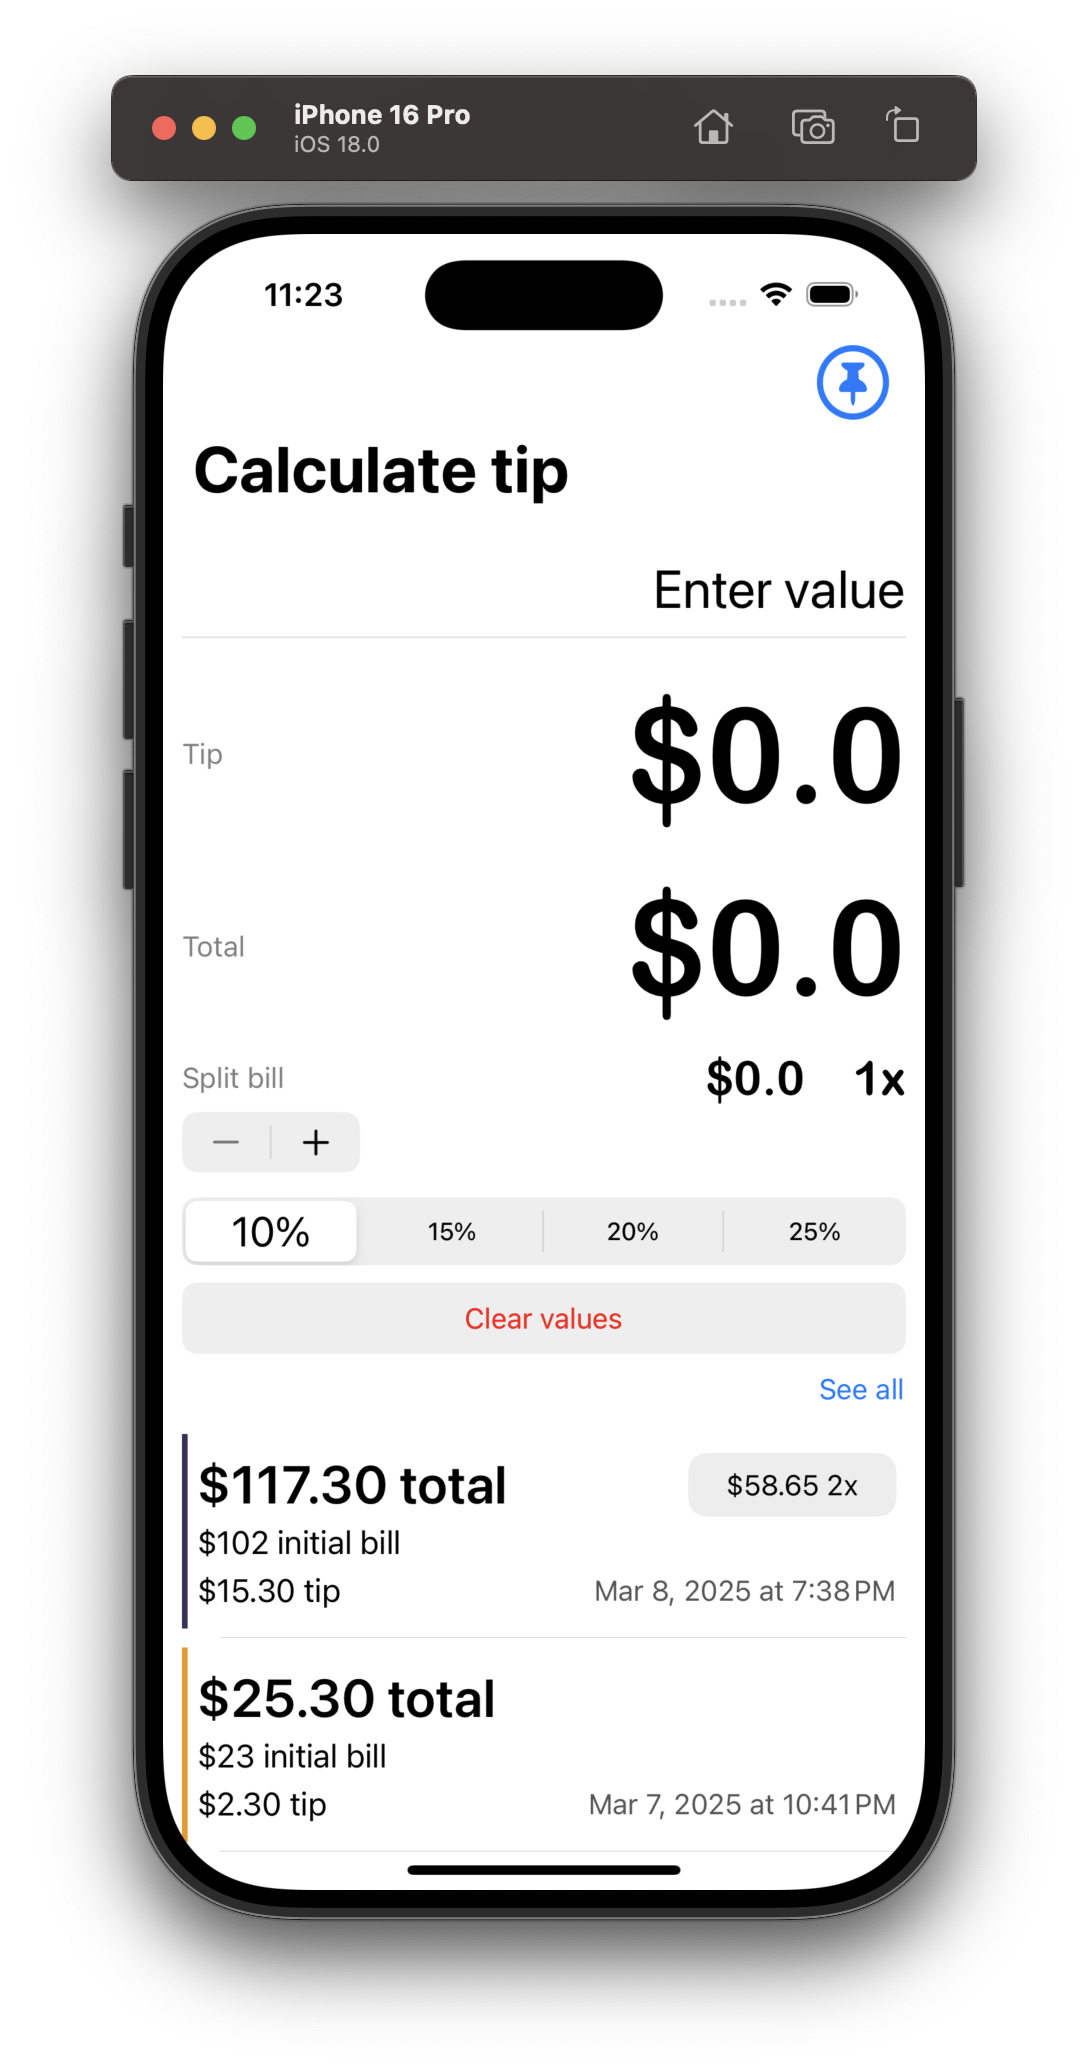 iPhone 16 Pro
iOS 18.0
11:23
Calculate tip
Enter value
Tip $0.0
Total $0.0
Split bill $0.0 1x
− +
10% 15% 20% 25%
Clear values
See all
$117.30 total $58.65 2x
$102 initial bill
$15.30 tip Mar 8, 2025 at 7:38 PM
$25.30 total
$23 initial bill
$2.30 tip Mar 7, 2025 at 10:41 PM